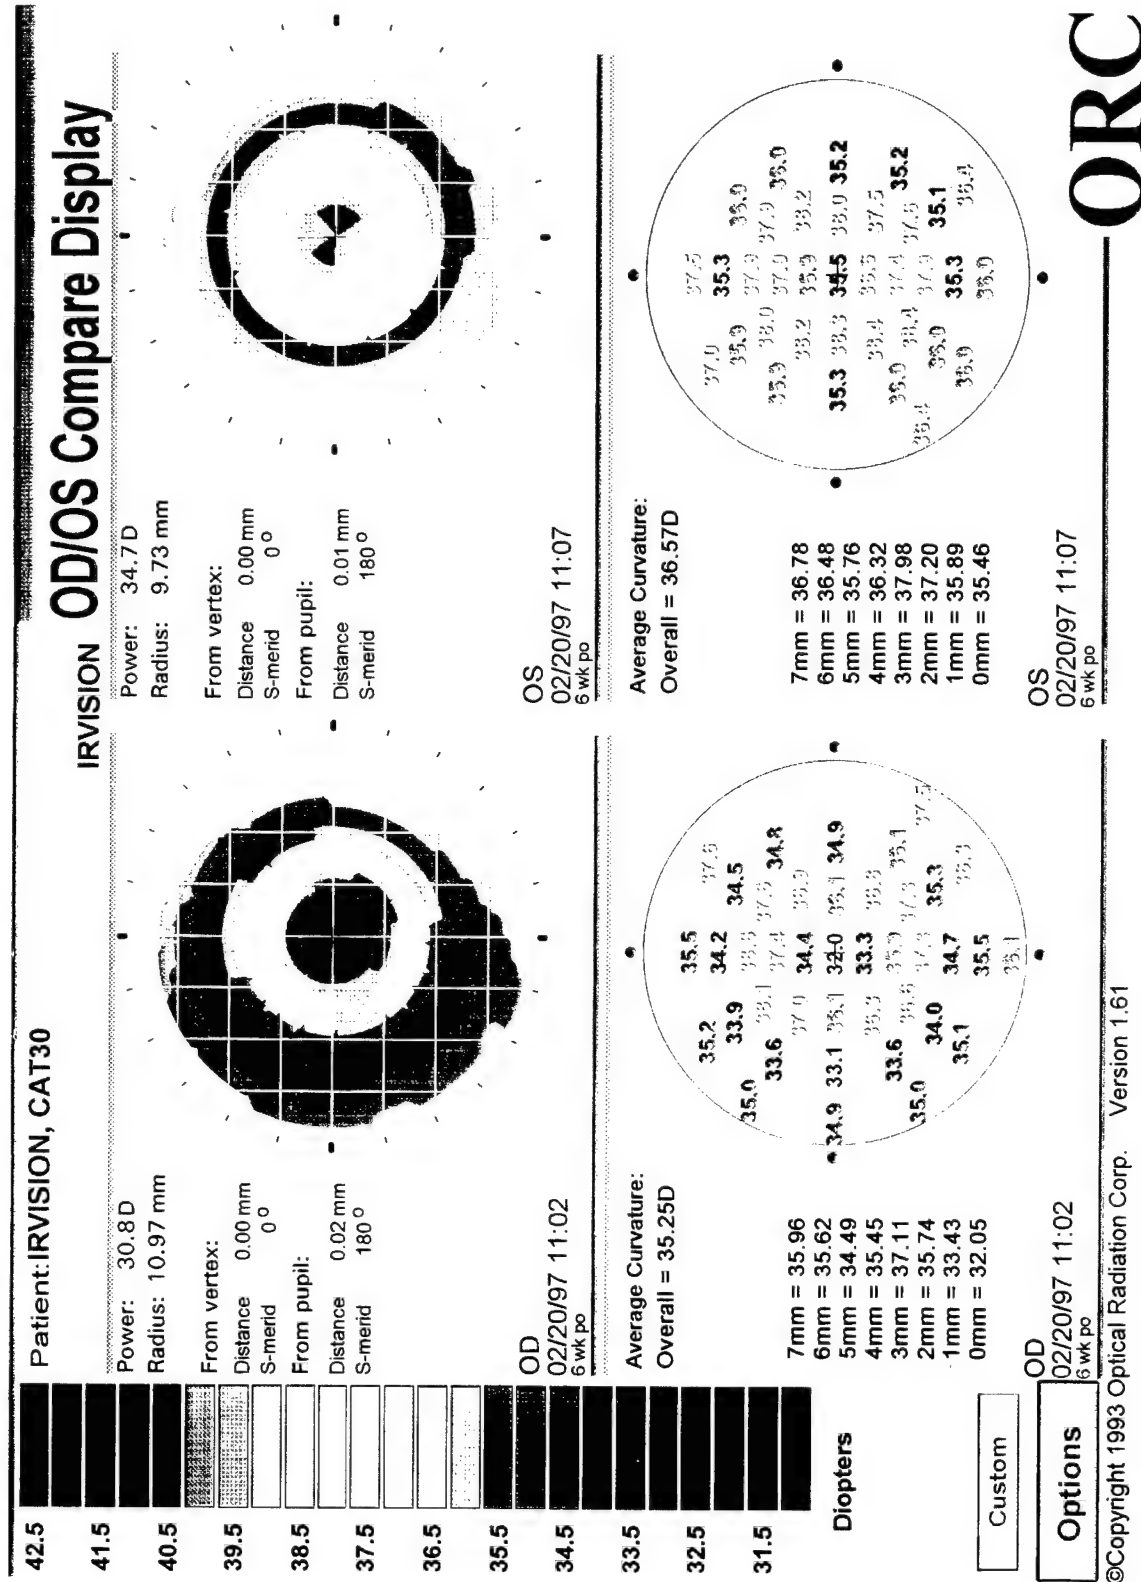 IRVISION OD/OS Compare Display
Patient:IRVISION, CAT30
42.5
41.5
40.5
39.5
38.5
37.5
36.5
35.5
34.5
33.5
32.5
31.5
Diopters
Custom
Options
Power: 30.8 D
Radius: 10.97 mm
From vertex:
Distance 0.00 mm
S-merid 0 °
From pupil:
Distance 0.02 mm
S-merid 180 °
OD
02/20/97 11:02
6 wk po
Power: 34.7 D
Radius: 9.73 mm
From vertex:
Distance 0.00 mm
S-merid 0 °
From pupil:
Distance 0.01 mm
S-merid 180 °
OS
02/20/97 11:07
6 wk po
Average Curvature:
Overall = 35.25D
7mm = 35.96
6mm = 35.62
5mm = 34.49
4mm = 35.45
3mm = 37.11
2mm = 35.74
1mm = 33.43
0mm = 32.05
35.5
35.2
34.2
33.9 34.5
35.0
33.6 34.8
34.4
34.9 33.1 32.0 34.9
33.3
33.6
35.0 34.0 35.3
34.7
35.1
35.5
OD
02/20/97 11:02
6 wk po
Average Curvature:
Overall = 36.57D
7mm = 36.78
6mm = 36.48
5mm = 35.76
4mm = 36.32
3mm = 37.98
2mm = 37.20
1mm = 35.89
0mm = 35.46
35.3
35.3 38.3 35.5 35.2
35.2
35.1
35.3
OS
02/20/97 11:07
6 wk po
©Copyright 1993 Optical Radiation Corp. Version 1.61
ORC